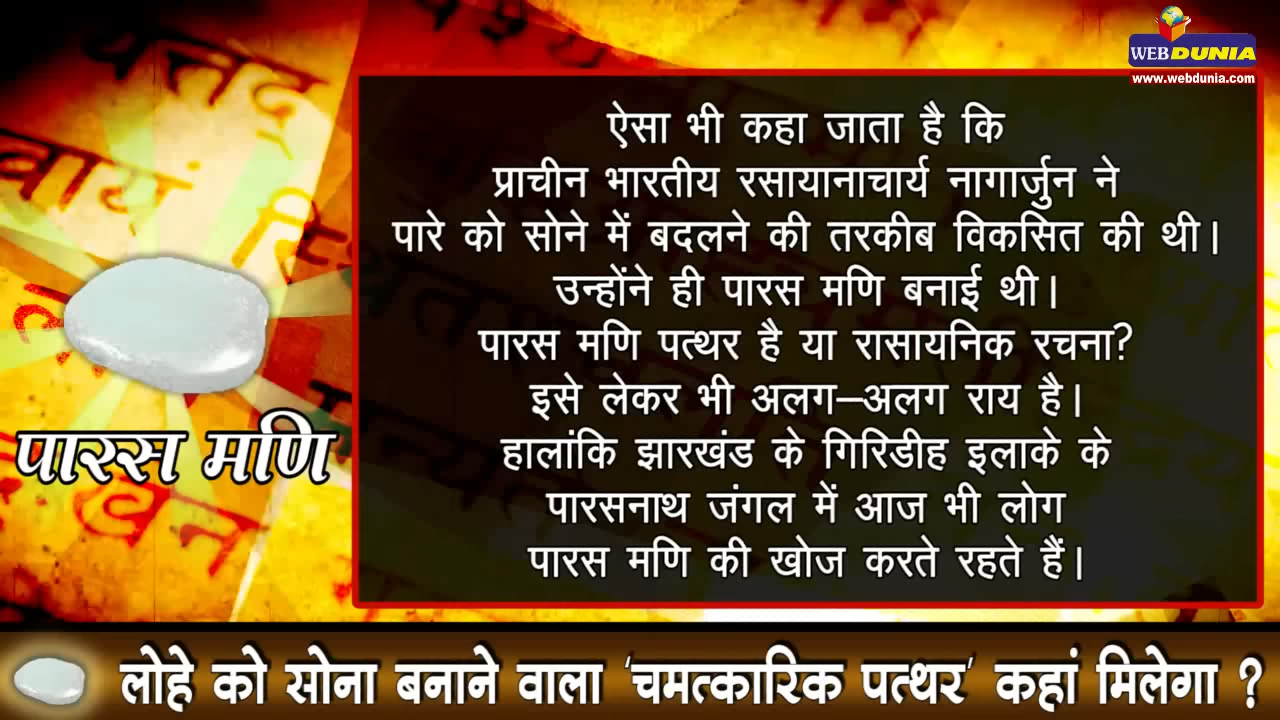 WEBDUNIA
www.webdunia.com
ऐसा भी कहा जाता है कि
प्राचीन भारतीय रसायानाचार्य नागार्जुन ने
पारे को सोने में बदलने की तरकीब विकसित की थी।
उन्होंने ही पारस मणि बनाई थी।
पारस मणि पत्थर है या रासायनिक रचना?
इसे लेकर भी अलग–अलग राय है।
हालांकि झारखंड के गिरिडीह इलाके के
पारसनाथ जंगल में आज भी लोग
पारस मणि की खोज करते रहते हैं।
पारस मणि
लोहे को सोना बनाने वाला 'चमत्कारिक पत्थर' कहां मिलेगा ?